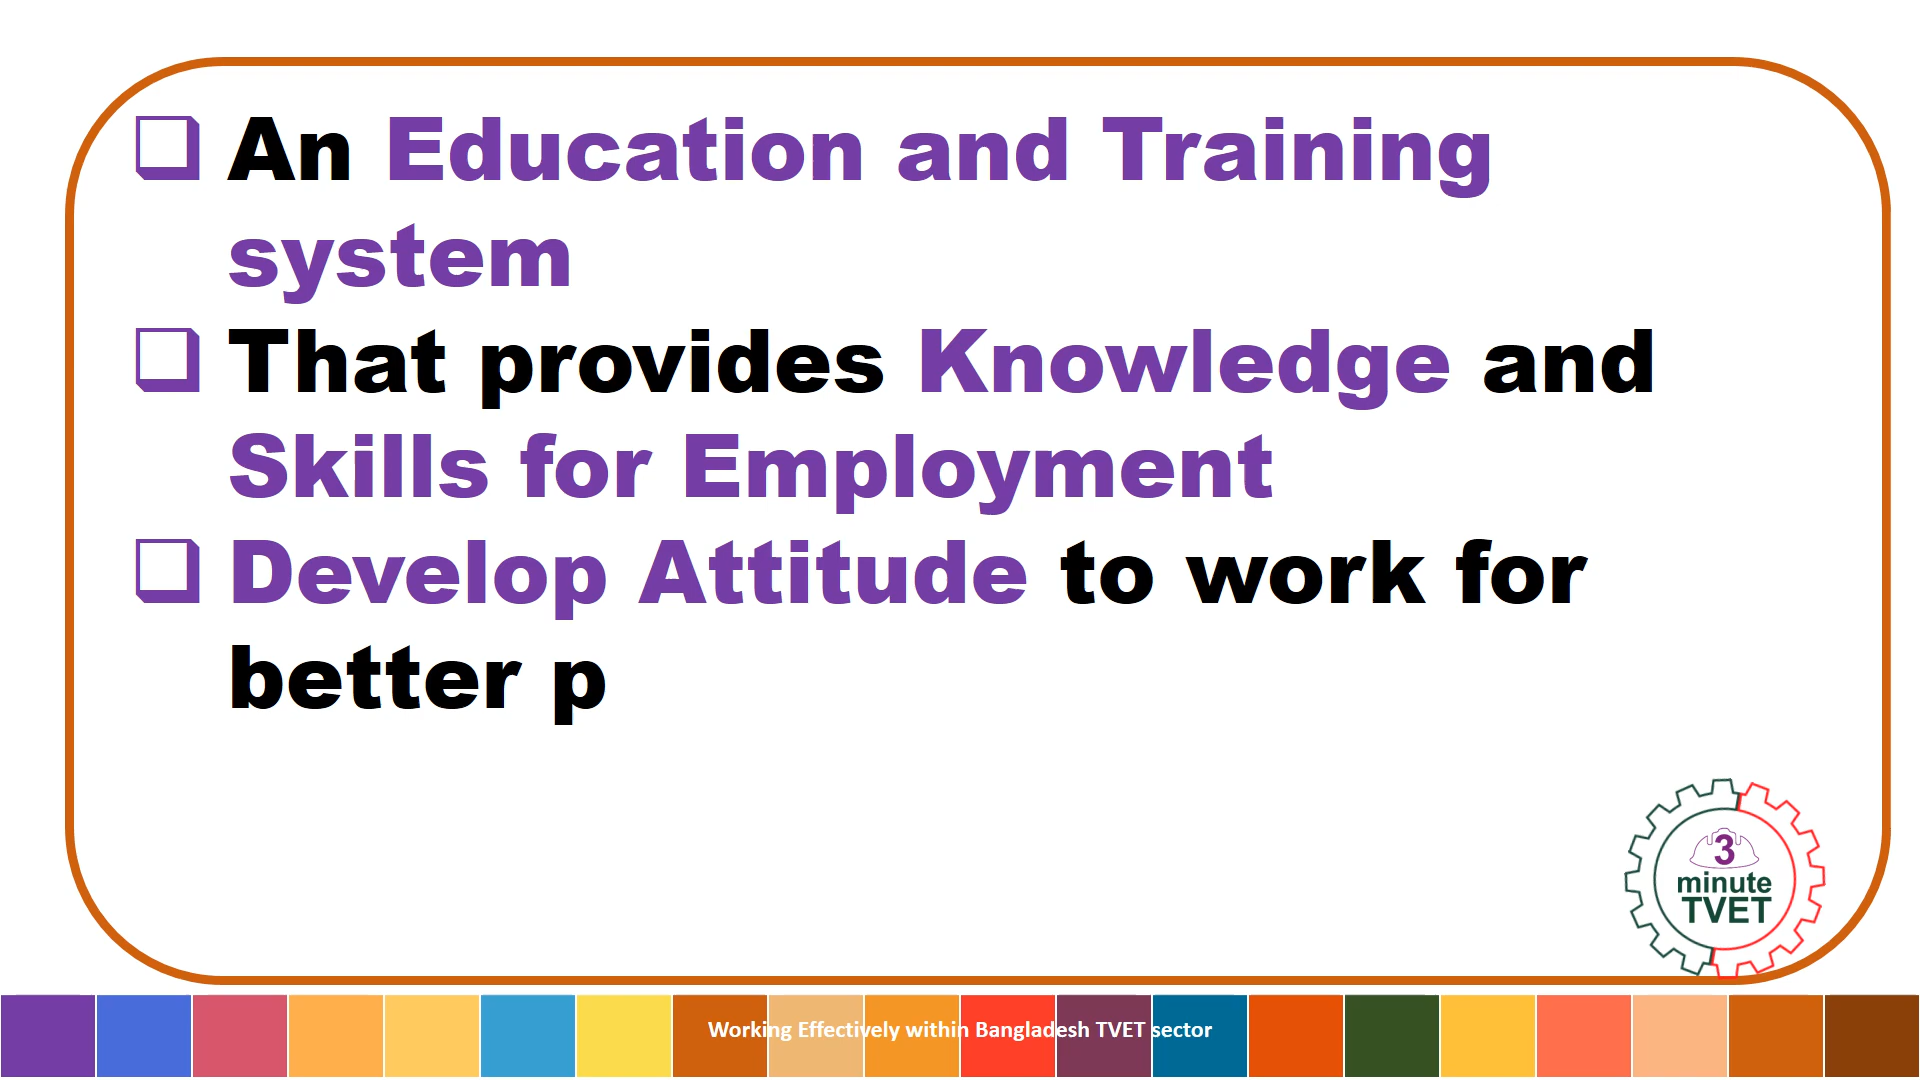 An Education and Training
system
That provides Knowledge and
Skills for Employment
Develop Attitude to work for
better p
3
minute
TVET
Working Effectively within Bangladesh TVET sector